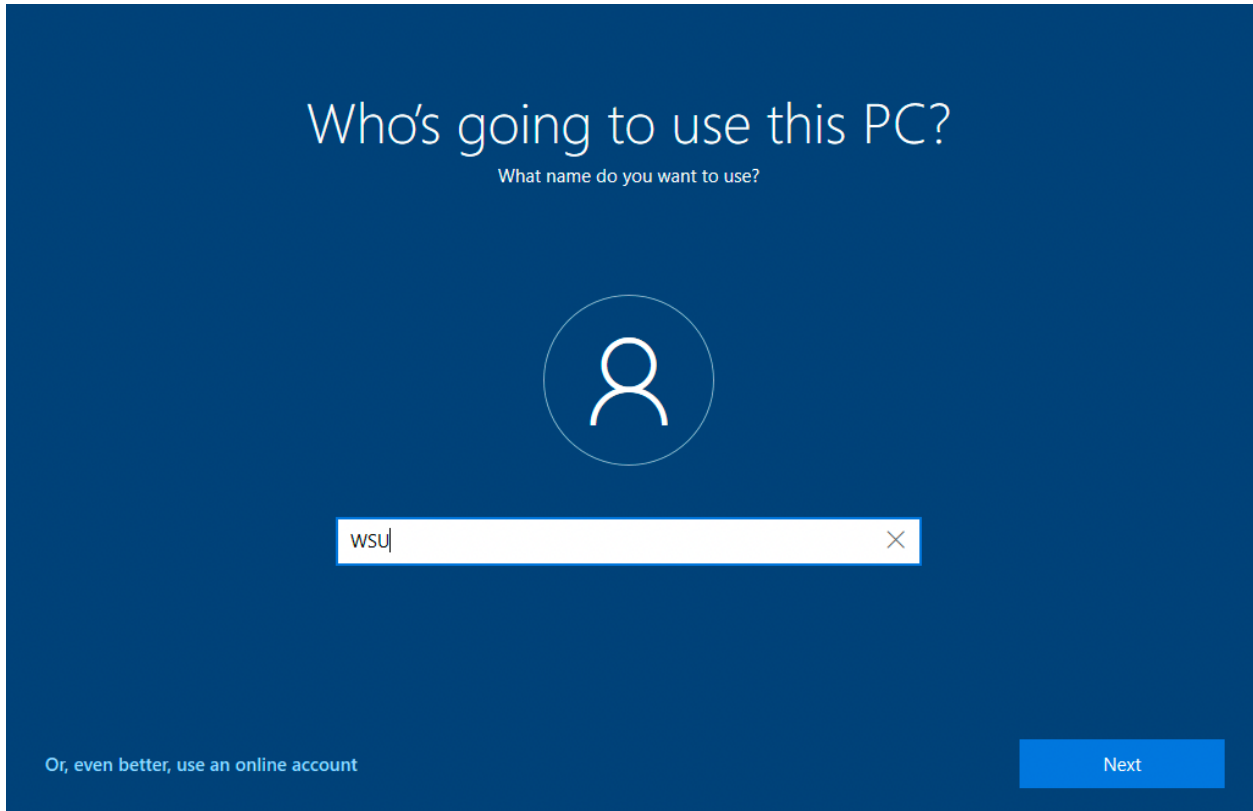 Who's going to use this PC?
What name do you want to use?
WSU
Or, even better, use an online account
Next